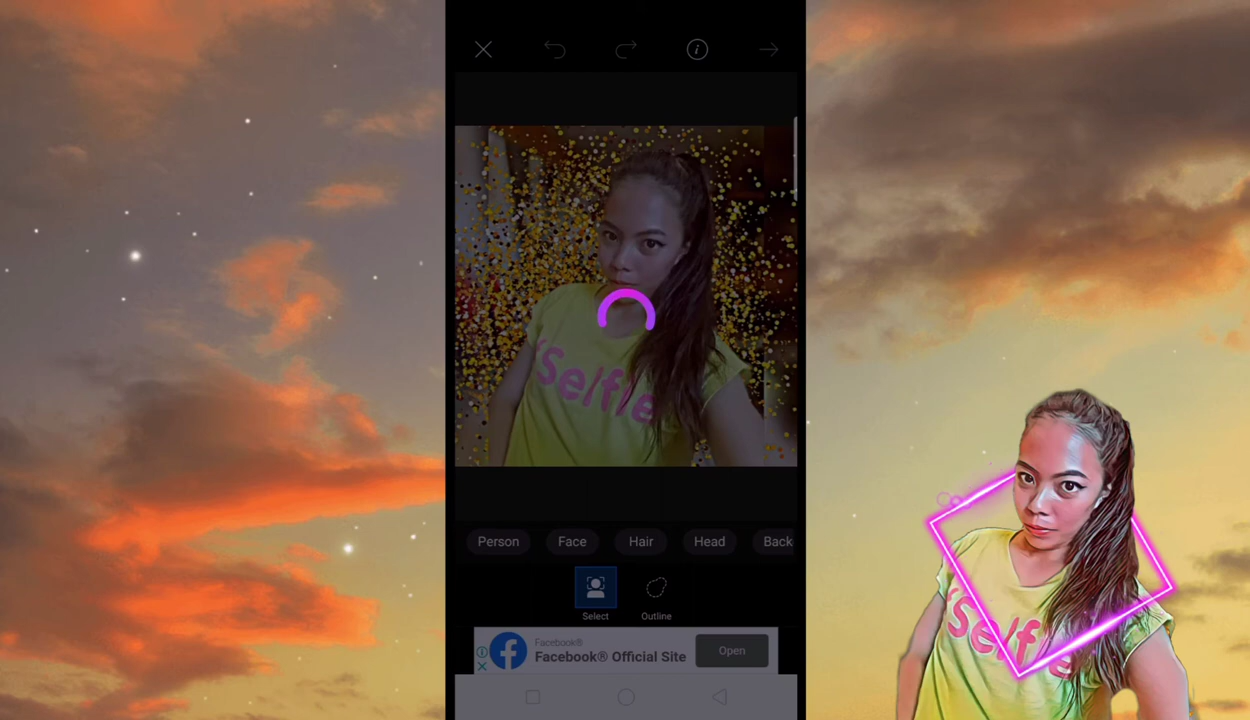 "Selfie
Person
Face
Hair
Head
Back
Select
Outline
Facebook®
Facebook® Official Site
Open
"Selfie